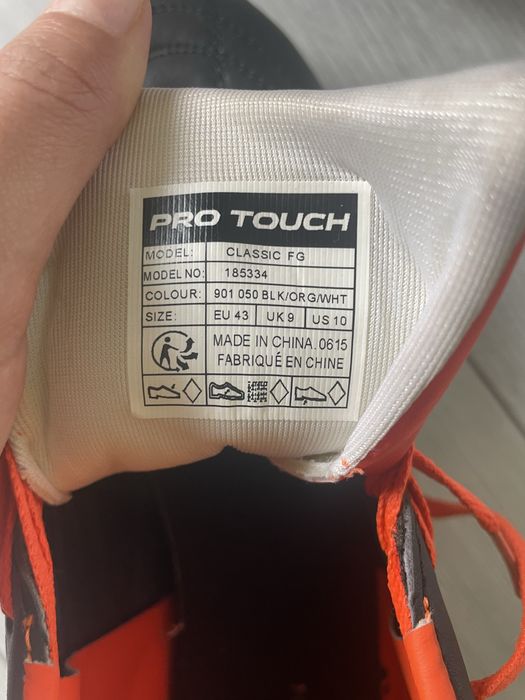 PRO TOUCH
MODEL: CLASSIC FG
MODEL NO: 185334
COLOUR: 901 050 BLK/ORG/WHT
SIZE: EU 43 UK 9 US 10
MADE IN CHINA. 0615
FABRIQUÉ EN CHINE